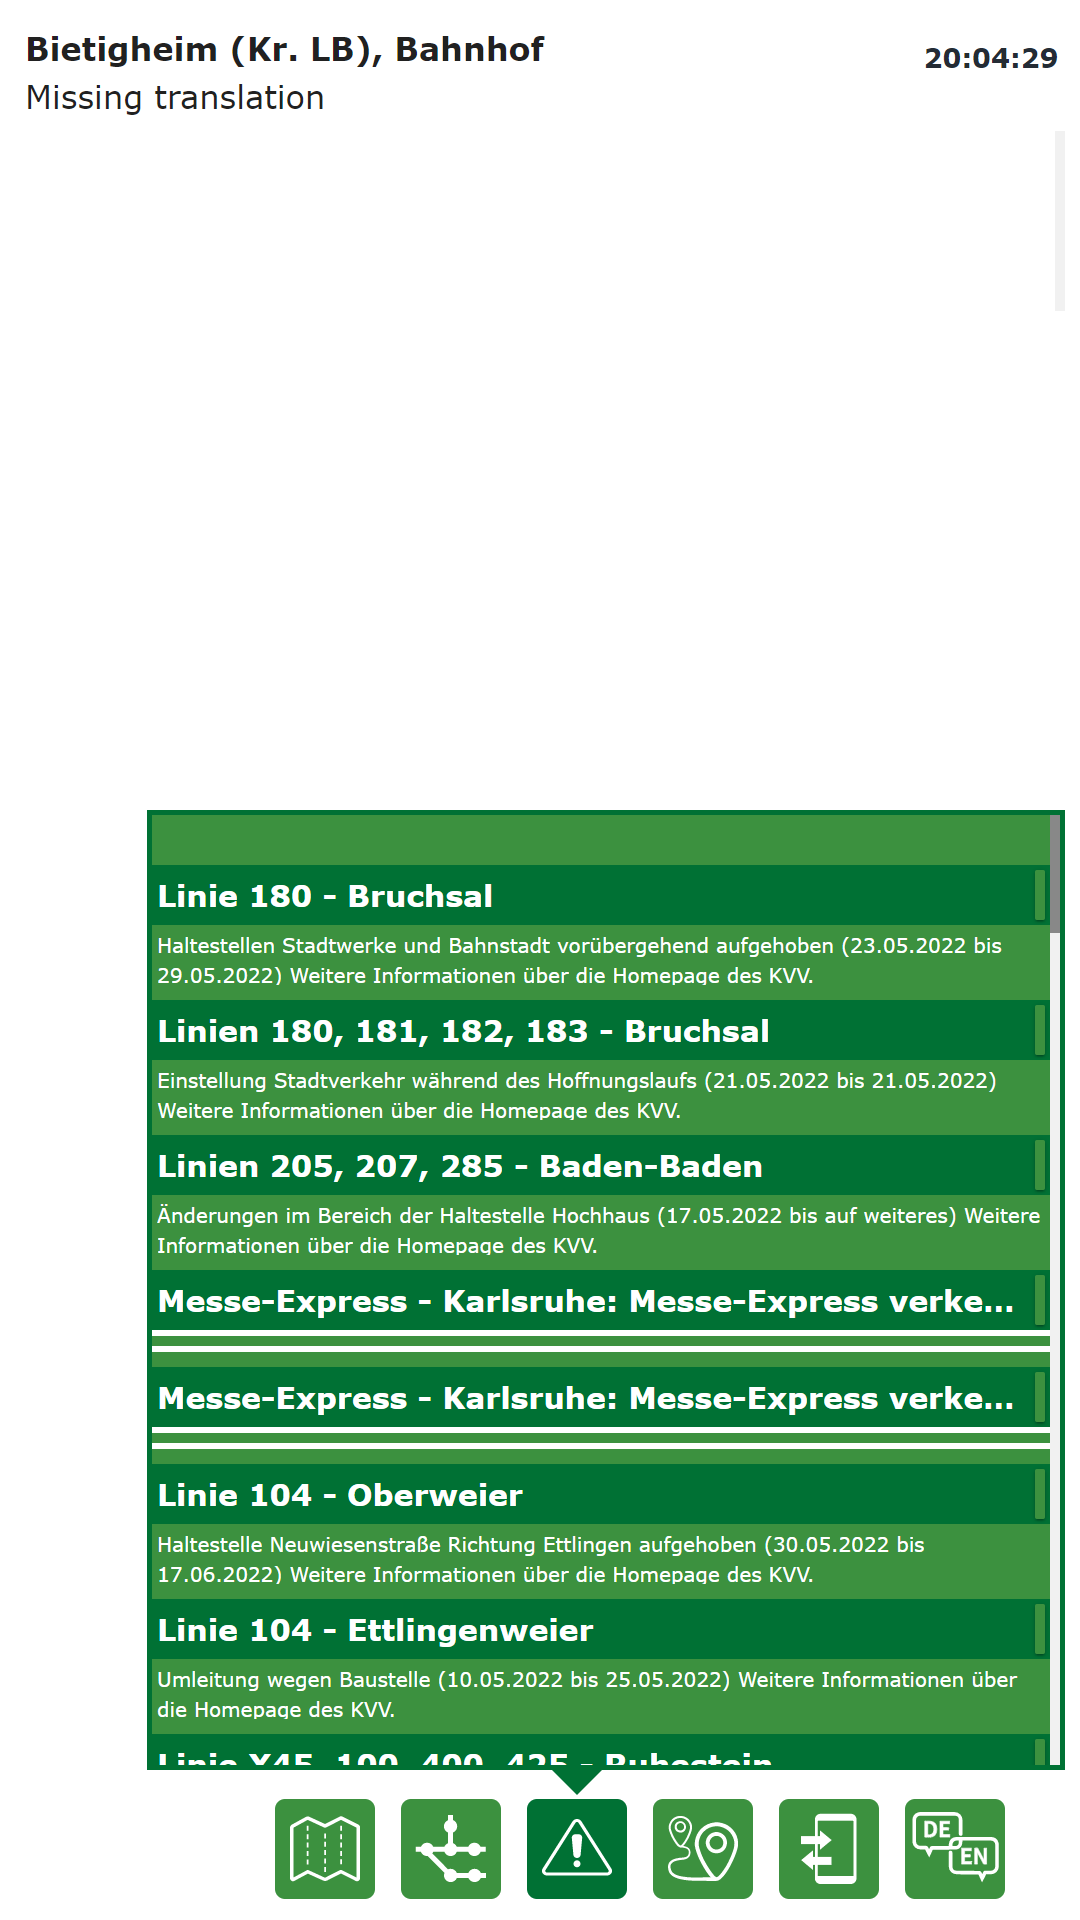 Bietigheim (Kr. LB), Bahnhof
20:04:29
Missing translation
Linie 180 - Bruchsal
Haltestellen Stadtwerke und Bahnstadt vorübergehend aufgehoben (23.05.2022 bis
29.05.2022) Weitere Informationen über die Homepage des KVV.
Linien 180, 181, 182, 183 - Bruchsal
Einstellung Stadtverkehr während des Hoffnungslaufs (21.05.2022 bis 21.05.2022)
Weitere Informationen über die Homepage des KVV.
Linien 205, 207, 285 - Baden-Baden
Änderungen im Bereich der Haltestelle Hochhaus (17.05.2022 bis auf weiteres) Weitere
Informationen über die Homepage des KVV.
Messe-Express - Karlsruhe: Messe-Express verke...
Messe-Express - Karlsruhe: Messe-Express verke...
Linie 104 - Oberweier
Haltestelle Neuwiesenstraße Richtung Ettlingen aufgehoben (30.05.2022 bis
17.06.2022) Weitere Informationen über die Homepage des KVV.
Linie 104 - Ettlingenweier
Umleitung wegen Baustelle (10.05.2022 bis 25.05.2022) Weitere Informationen über
die Homepage des KVV.
Linie X45, 100, 400, 425 - Ruhestein
DE
EN